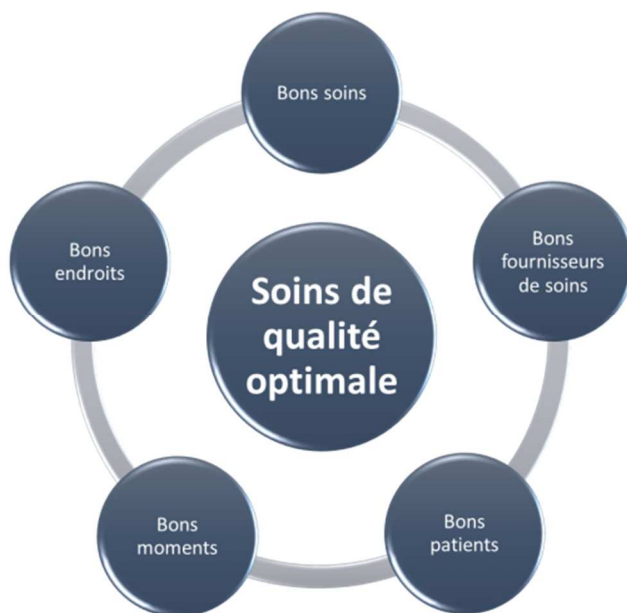 Bons soins
Bons
fournisseurs
de soins
Bons
patients
Bons
moments
Bons
endroits
Soins de
qualité
optimale